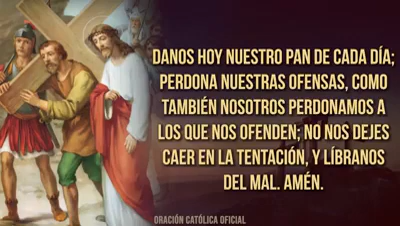 DANOS HOY NUESTRO PAN DE CADA DÍA;
PERDONA NUESTRAS OFENSAS, COMO
TAMBIÉN NOSOTROS PERDONAMOS A
LOS QUE NOS OFENDEN; NO NOS DEJES
CAER EN LA TENTACIÓN, Y LÍBRANOS
DEL MAL. AMÉN.
ORACIÓN CATÓLICA OFICIAL